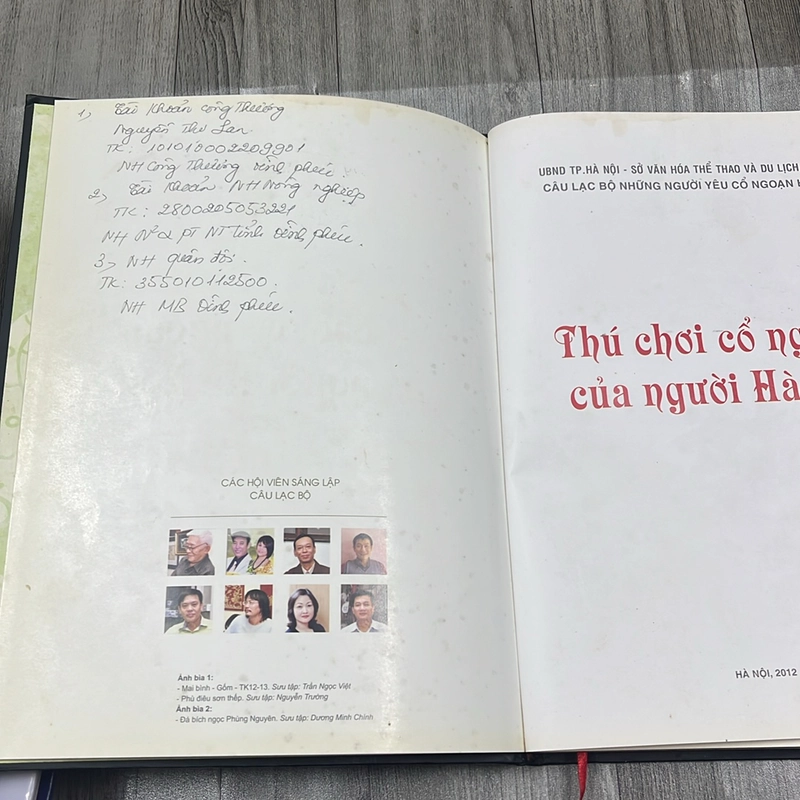 1, Tài Khoản Công Thương
Nguyễn Thu Lan
TK: 101010002209901
NH Công Thương Vĩnh phúc.
2, Tài Khoản NH Nông nghiệp
TK: 2800205053221
NH N² & PT NT tỉnh Vĩnh phúc.
3, NH quân đội.
TK: 355010112500.
NH MB Vĩnh phúc.
CÁC HỘI VIÊN SÁNG LẬP
CÂU LẠC BỘ
Ảnh bìa 1:
- Mai bình - Gốm - TK12-13. Sưu tập: Trần Ngọc Việt
- Phù điêu sơn thếp. Sưu tập: Nguyễn Trường
Ảnh bìa 2:
- Đá bích ngọc Phùng Nguyên. Sưu tập: Dương Minh Chính
UBND TP.HÀ NỘI - SỞ VĂN HÓA THỂ THAO VÀ DU LỊCH
CÂU LẠC BỘ NHỮNG NGƯỜI YÊU CỔ NGOẠN
Thú chơi cổ ng
của người Hà
HÀ NỘI, 2012